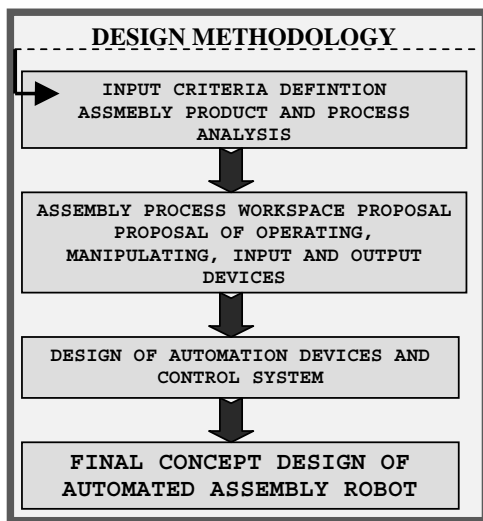 DESIGN METHODOLOGY
INPUT CRITERIA DEFINTION
ASSMEBLY PRODUCT AND PROCESS
ANALYSIS
ASSEMBLY PROCESS WORKSPACE PROPOSAL
PROPOSAL OF OPERATING,
MANIPULATING, INPUT AND OUTPUT
DEVICES
DESIGN OF AUTOMATION DEVICES AND
CONTROL SYSTEM
FINAL CONCEPT DESIGN OF
AUTOMATED ASSEMBLY ROBOT